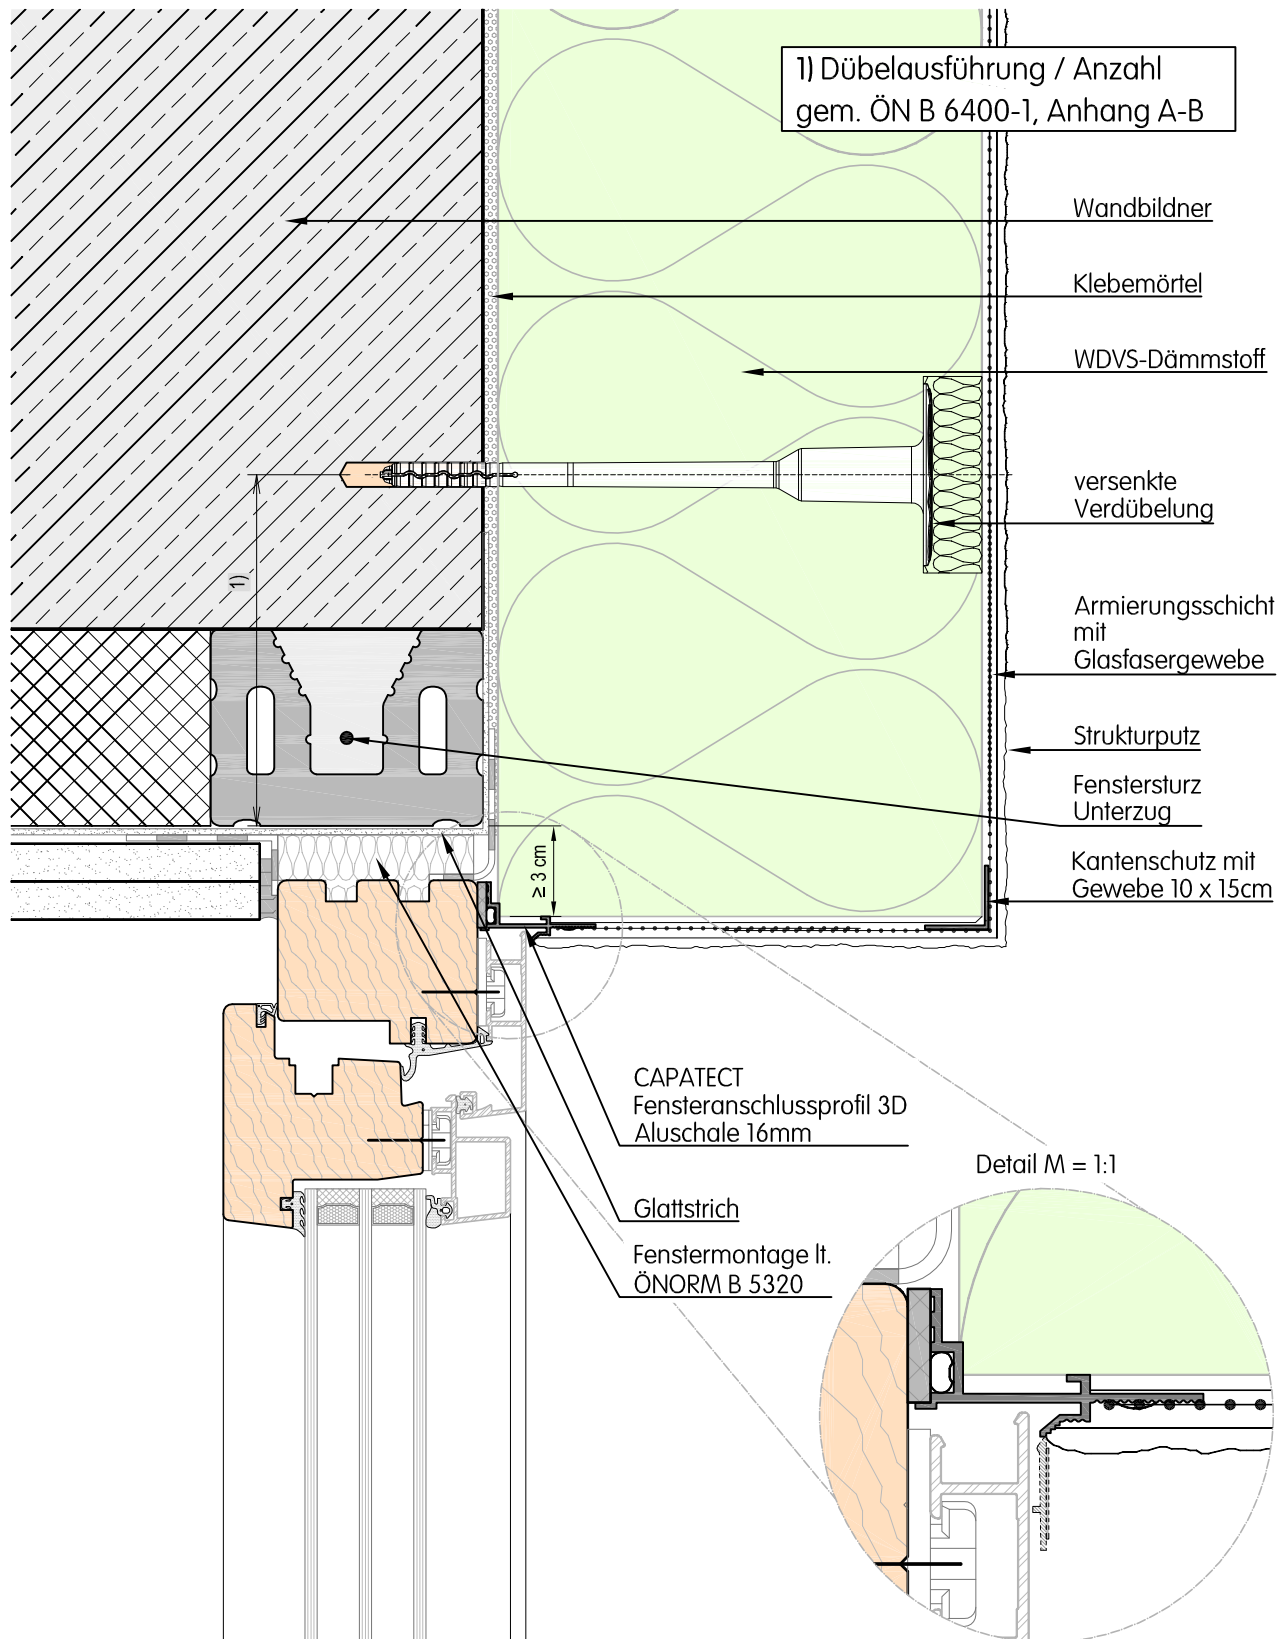 1) Dübelausführung / Anzahl
gem. ÖN B 6400-1, Anhang A-B
Wandbildner
Klebemörtel
WDVS-Dämmstoff
versenkte
Verdübelung
1)
Armierungsschicht
mit
Glasfasergewebe
Strukturputz
Fenstersturz
Unterzug
≥ 3 cm
Kantenschutz mit
Gewebe 10 x 15cm
CAPATECT
Fensteranschlussprofil 3D
Aluschale 16mm
Detail M = 1:1
Glattstrich
Fenstermontage lt.
ÖNORM B 5320